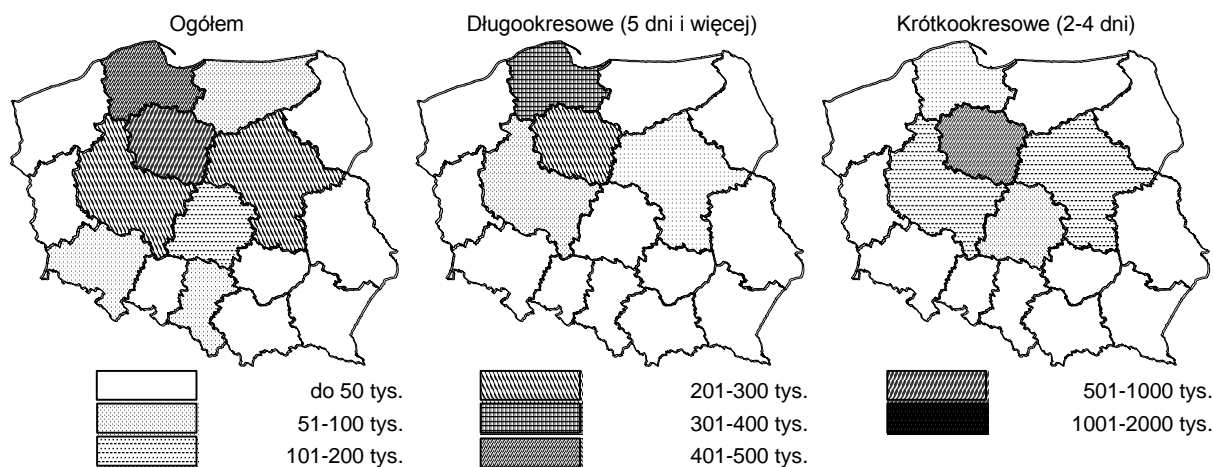 Ogółem
Długookresowe (5 dni i więcej)
Krótkookresowe (2-4 dni)
do 50 tys.
51-100 tys.
101-200 tys.
201-300 tys.
301-400 tys.
401-500 tys.
501-1000 tys.
1001-2000 tys.